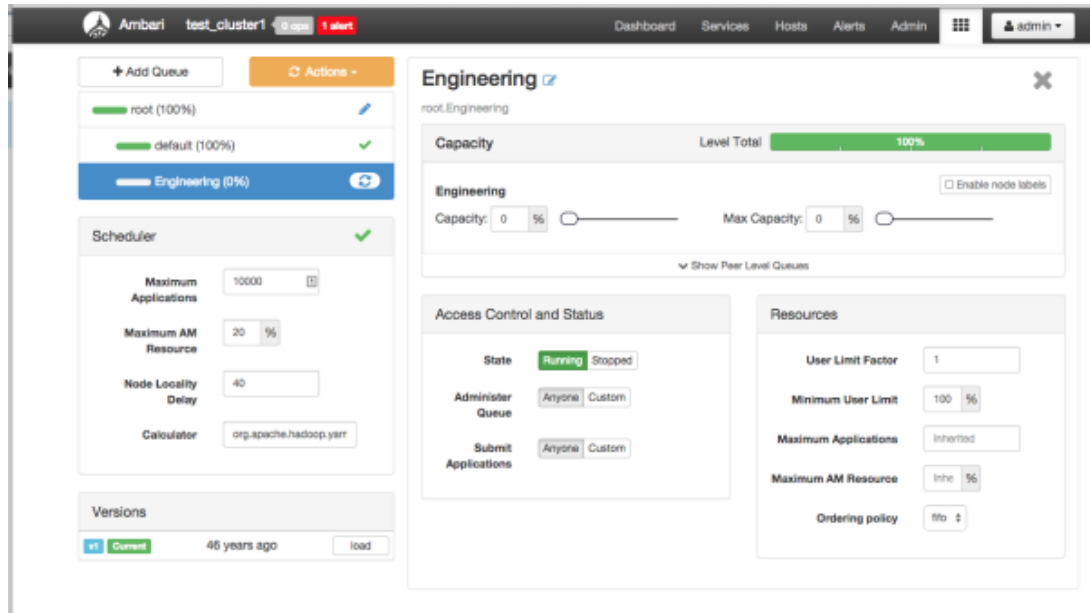 Ambari test_cluster1 0 ops 1 alert Dashboard Services Hosts Alerts Admin admin
+ Add Queue Actions
root (100%)
default (100%)
Engineering (0%)
Scheduler
Maximum Applications 10000
Maximum AM Resource 20 %
Node Locality Delay 40
Calculator org.apache.hadoop.yarr
Versions
v1 Current 46 years ago load
Engineering
root.Engineering
Capacity Level Total 100%
Engineering Enable node labels
Capacity: 0 % Max Capacity: 0 %
Show Peer Level Queues
Access Control and Status
State Running Stopped
Administer Queue Anyone Custom
Submit Applications Anyone Custom
Resources
User Limit Factor 1
Minimum User Limit 100 %
Maximum Applications Inherited
Maximum AM Resource Inhe %
Ordering policy fifo